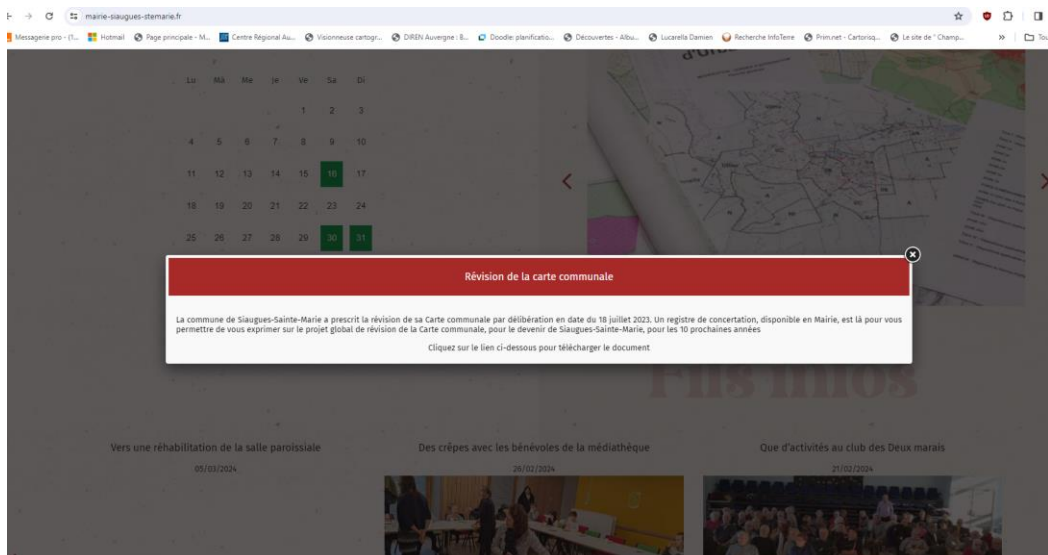 mairie-siaugues-stemarie.fr
Messagerie pro - (1... Hotmail Page principale - M... Centre Régional Au... Visionneuse cartogr... DIREN Auvergne : B... Doodle: planificatio... Découvertes - Albu... Lucarella Damien Recherche InfoTerre Prim.net - Cartorisq... Le site de " Champ... » Tou
Lu Ma Me Je Ve Sa Di
1 2 3
4 5 6 7 8 9 10
11 12 13 14 15 16 17
18 19 20 21 22 23 24
25 26 27 28 29 30 31
Révision de la carte communale
La commune de Siaugues-Sainte-Marie a prescrit la révision de sa Carte communale par délibération en date du 18 juillet 2023. Un registre de concertation, disponible en Mairie, est là pour vous
permettre de vous exprimer sur le projet global de révision de la Carte communale, pour le devenir de Siaugues-Sainte-Marie, pour les 10 prochaines années
Cliquez sur le lien ci-dessous pour télécharger le document
Fils infos
Vers une réhabilitation de la salle paroissiale Des crêpes avec les bénévoles de la médiathèque Que d'activités au club des Deux marais
05/03/2024 26/02/2024 21/02/2024